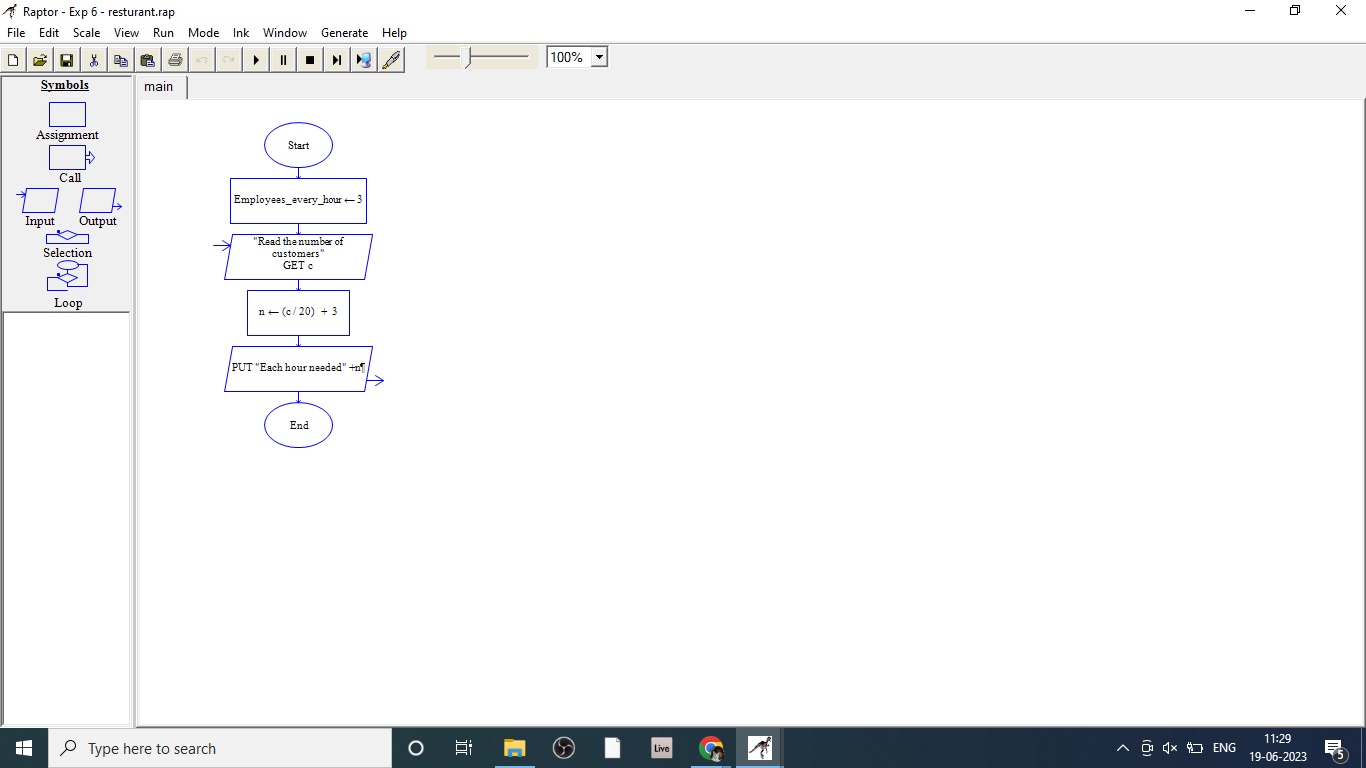 Raptor - Exp 6 - resturant.rap
File Edit Scale View Run Mode Ink Window Generate Help
100%
Symbols
main
Assignment
Call
Input Output
Selection
Loop
Start
Employees_every_hour ← 3
"Read the number of
customers"
GET c
n ← (c / 20) + 3
PUT "Each hour needed" +n¶
End
Type here to search
Live
ENG
11:29
19-06-2023
5